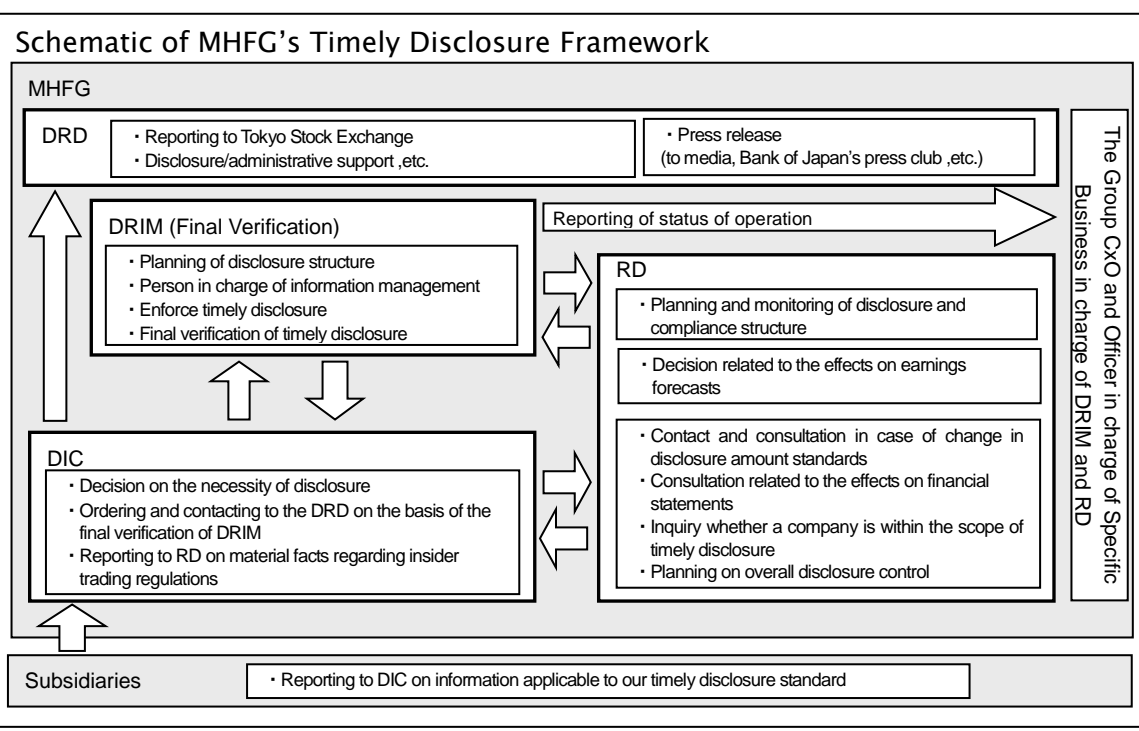 Schematic of MHFG's Timely Disclosure Framework
MHFG
DRD
・Reporting to Tokyo Stock Exchange
・Disclosure/administrative support ,etc.
・Press release
(to media, Bank of Japan's press club ,etc.)
The Group CxO and Officer in charge of Specific
Business in charge of DRIM and RD
Reporting of status of operation
DRIM (Final Verification)
・Planning of disclosure structure
・Person in charge of information management
・Enforce timely disclosure
・Final verification of timely disclosure
RD
・Planning and monitoring of disclosure and
compliance structure
・Decision related to the effects on earnings
forecasts
・Contact and consultation in case of change in
disclosure amount standards
・Consultation related to the effects on financial
statements
・Inquiry whether a company is within the scope of
timely disclosure
・Planning on overall disclosure control
DIC
・Decision on the necessity of disclosure
・Ordering and contacting to the DRD on the basis of the
final verification of DRIM
・Reporting to RD on material facts regarding insider
trading regulations
Subsidiaries
・Reporting to DIC on information applicable to our timely disclosure standard